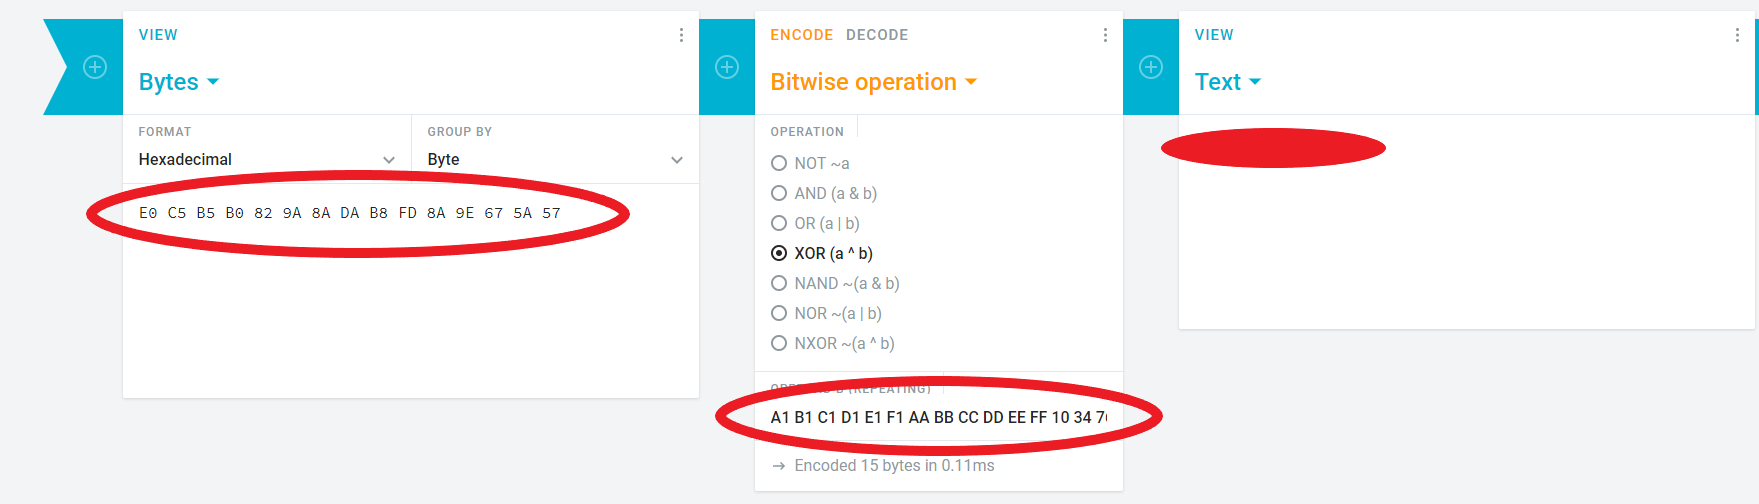 VIEW
Bytes
FORMAT
Hexadecimal
GROUP BY
Byte
E0 C5 B5 B0 82 9A 8A DA B8 FD 8A 9E 67 5A 57
ENCODE DECODE
Bitwise operation
OPERATION
NOT ~a
AND (a & b)
OR (a | b)
XOR (a ^ b)
NAND ~(a & b)
NOR ~(a | b)
NXOR ~(a ^ b)
(REPEATING)
A1 B1 C1 D1 E1 F1 AA BB CC DD EE FF 10 34
→ Encoded 15 bytes in 0.11ms
VIEW
Text